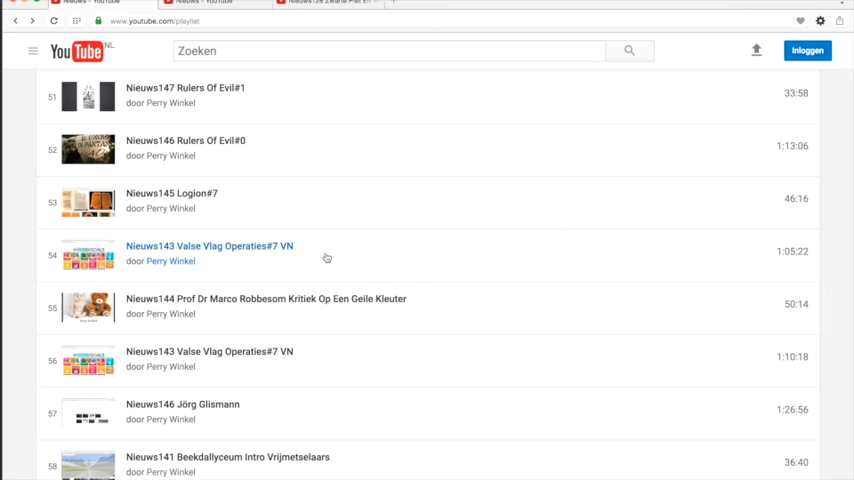 Nieuws - YouTube
Nieuws - YouTube
Nieuws128 Zwarte Piet En H
www.youtube.com/playlist
YouTube NL
Zoeken
Inloggen
51
Nieuws147 Rulers Of Evil#1
door Perry Winkel
33:58
52
Nieuws146 Rulers Of Evil#0
door Perry Winkel
1:13:06
53
Nieuws145 Logion#7
door Perry Winkel
46:16
54
GOALS
Nieuws143 Valse Vlag Operaties#7 VN
door Perry Winkel
1:05:22
55
Nieuws144 Prof Dr Marco Robbesom Kritiek Op Een Geile Kleuter
door Perry Winkel
50:14
56
GOALS
Nieuws143 Valse Vlag Operaties#7 VN
door Perry Winkel
1:10:18
57
Nieuws146 Jörg Glismann
door Perry Winkel
1:26:56
58
Nieuws141 Beekdallyceum Intro Vrijmetselaars
door Perry Winkel
36:40